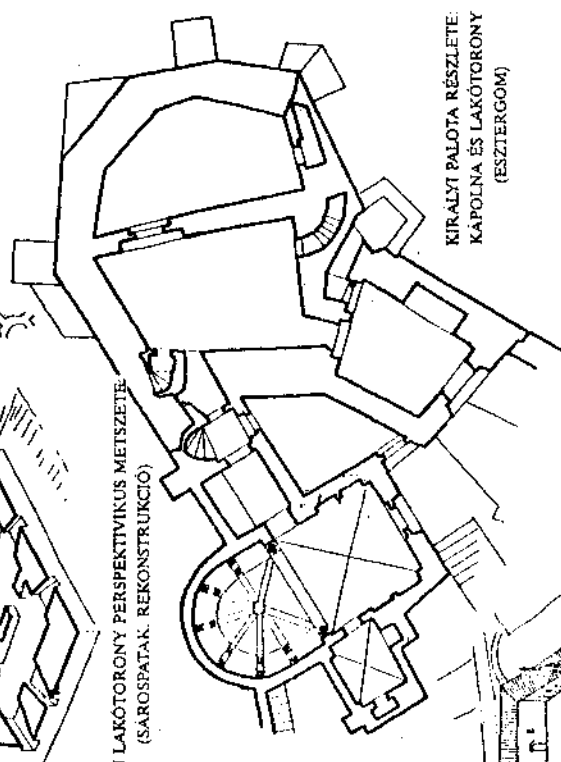 LAKÓTORONY PERSPEKTIVIKUS METSZETE
(SÁROSPATAK, REKONSTRUKCIÓ)
KIRÁLYI PALOTA RÉSZLETE:
KÁPOLNA ÉS LAKÓTORONY
(ESZTERGOM)